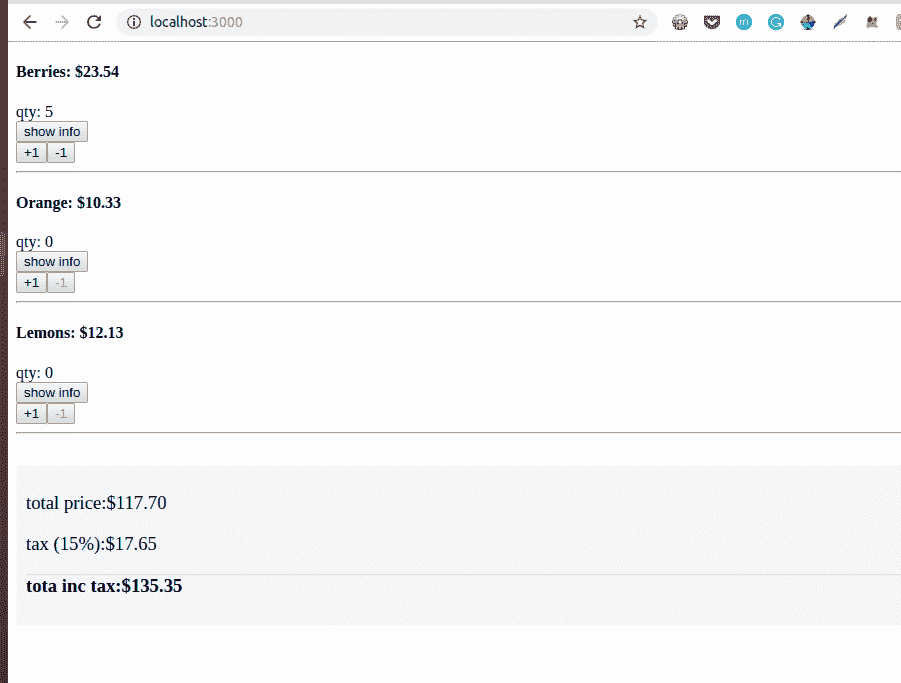 localhost:3000
Berries: $23.54
qty: 5
show info
+1 -1
Orange: $10.33
qty: 0
show info
+1 -1
Lemons: $12.13
qty: 0
show info
+1 -1
total price:$117.70
tax (15%):$17.65
tota inc tax:$135.35